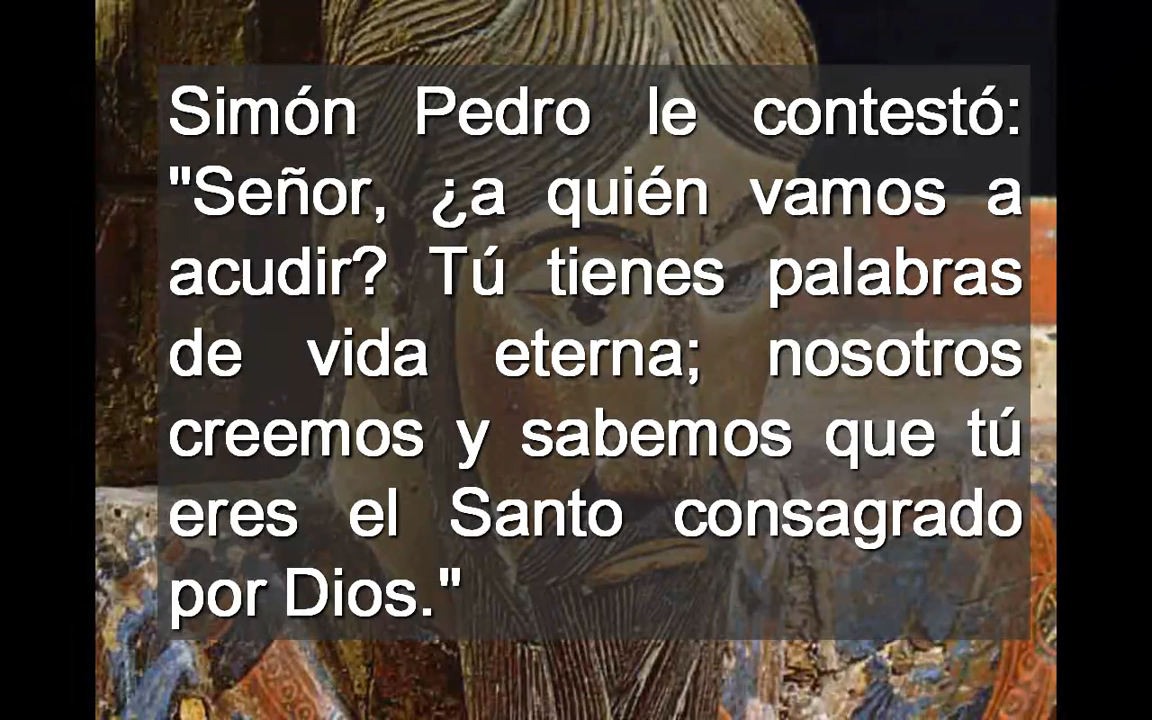 Simón Pedro le contestó:
"Señor, ¿a quién vamos a
acudir? Tú tienes palabras
de vida eterna; nosotros
creemos y sabemos que tú
eres el Santo consagrado
por Dios."